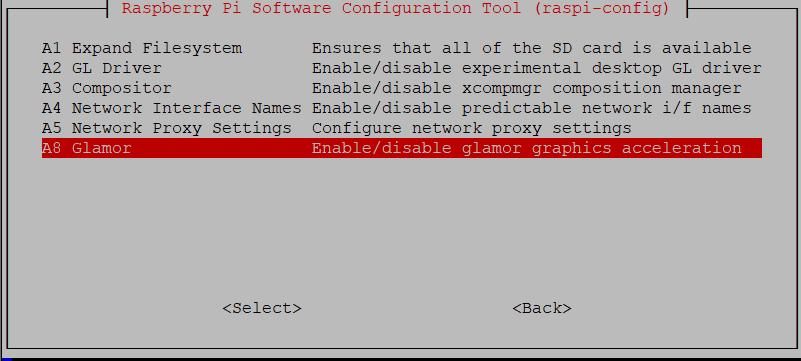 Raspberry Pi Software Configuration Tool (raspi-config)
A1 Expand Filesystem Ensures that all of the SD card is available
A2 GL Driver Enable/disable experimental desktop GL driver
A3 Compositor Enable/disable xcompmgr composition manager
A4 Network Interface Names Enable/disable predictable network i/f names
A5 Network Proxy Settings Configure network proxy settings
A8 Glamor Enable/disable glamor graphics acceleration
<Select> <Back>